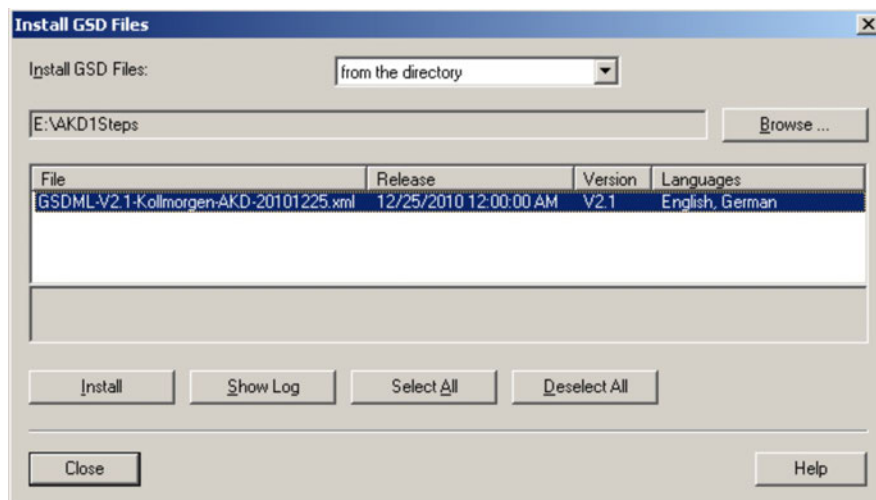 Install GSD Files
Install GSD Files: from the directory
E:\AKD1Steps Browse ...
File Release Version Languages
GSDML-V2.1-Kollmorgen-AKD-20101225.xml 12/25/2010 12:00:00 AM V2.1 English, German
Install Show Log Select All Deselect All
Close Help